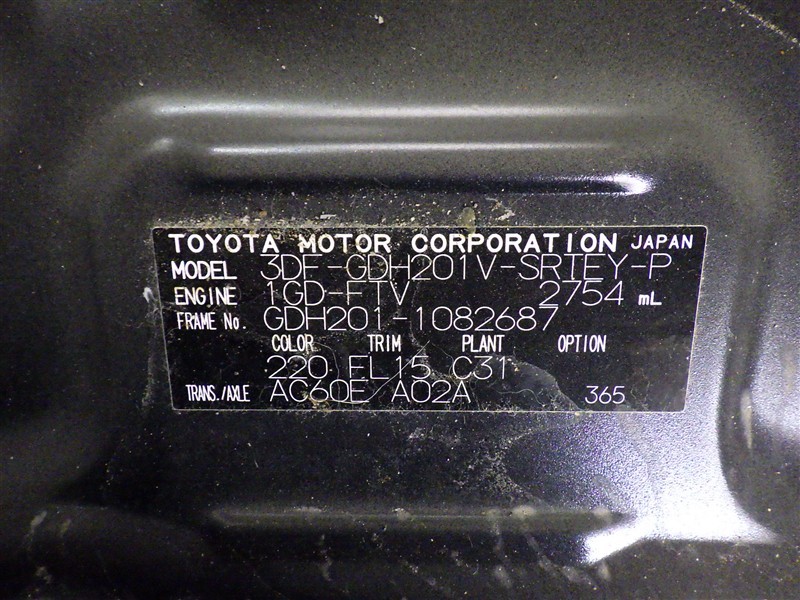 TOYOTA MOTOR CORPORATION JAPAN
MODEL 3DF-GDH201V-SRTEY-P
ENGINE 1GD-FTV 2754 mL
FRAME No. GDH201-1082687
COLOR TRIM PLANT OPTION
220 FL15 C31
TRANS./AXLE AC60E/A02A 365